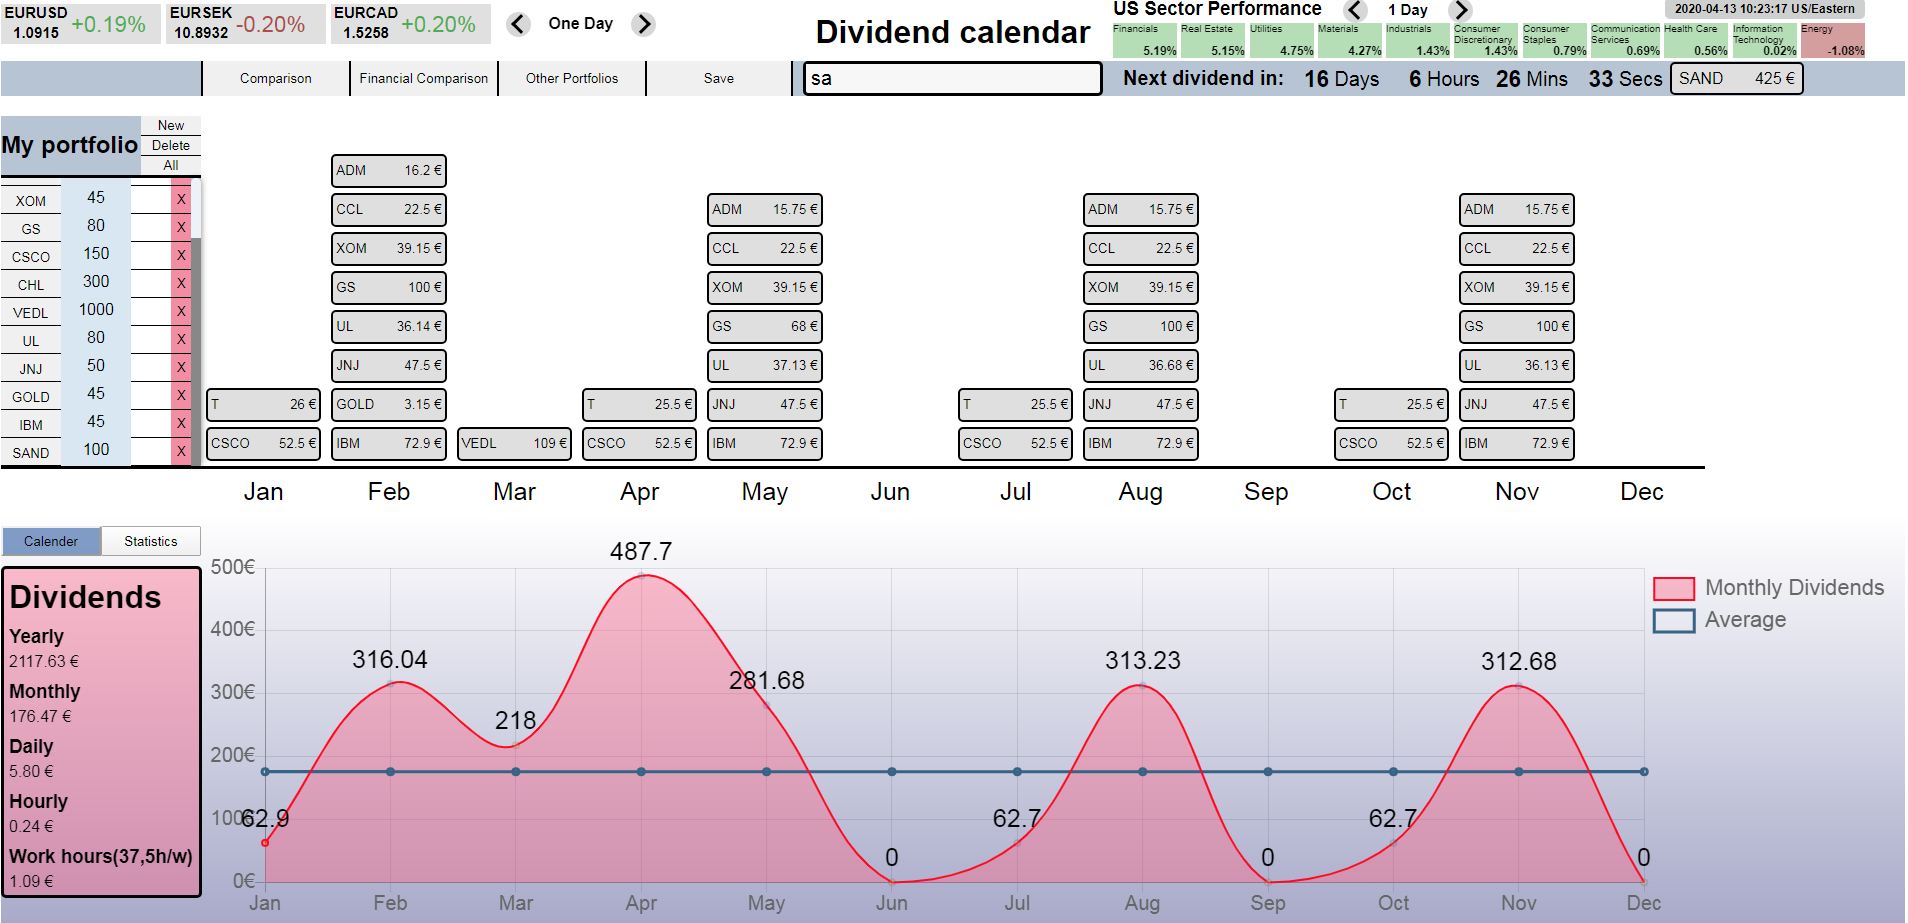 EURUSD +0.19%
1.0915
EURSEK -0.20%
10.8932
EURCAD +0.20%
1.5258
One Day
Dividend calendar
US Sector Performance
1 Day
2020-04-13 10:23:17 US/Eastern
Financials 5.19%
Real Estate 5.15%
Utilities 4.75%
Materials 4.27%
Industrials 1.43%
Consumer Discretionary 1.43%
Consumer Staples 0.79%
Communication Services 0.69%
Health Care 0.56%
Information Technology 0.02%
Energy -1.08%
Comparison
Financial Comparison
Other Portfolios
Save
sa
Next dividend in: 16 Days 6 Hours 26 Mins 33 Secs
SAND 425 €
My portfolio
New
Delete
All
XOM 45 X
GS 80 X
CSCO 150 X
CHL 300 X
VEDL 1000 X
UL 80 X
JNJ 50 X
GOLD 45 X
IBM 45 X
SAND 100 X
T 26 €
CSCO 52.5 €
ADM 16.2 €
CCL 22.5 €
XOM 39.15 €
GS 100 €
UL 36.14 €
JNJ 47.5 €
GOLD 3.15 €
IBM 72.9 €
VEDL 109 €
T 25.5 €
CSCO 52.5 €
ADM 15.75 €
CCL 22.5 €
XOM 39.15 €
GS 68 €
UL 37.13 €
JNJ 47.5 €
IBM 72.9 €
T 25.5 €
CSCO 52.5 €
ADM 15.75 €
CCL 22.5 €
XOM 39.15 €
GS 100 €
UL 36.68 €
JNJ 47.5 €
IBM 72.9 €
T 25.5 €
CSCO 52.5 €
ADM 15.75 €
CCL 22.5 €
XOM 39.15 €
GS 100 €
UL 36.13 €
JNJ 47.5 €
IBM 72.9 €
Jan Feb Mar Apr May Jun Jul Aug Sep Oct Nov Dec
Calender
Statistics
Dividends
Yearly
2117.63 €
Monthly
176.47 €
Daily
5.80 €
Hourly
0.24 €
Work hours(37,5h/w)
1.09 €
500€
400€
300€
200€
100€
0€
62.9
316.04
218
487.7
281.68
0
62.7
313.23
0
62.7
312.68
0
Jan Feb Mar Apr May Jun Jul Aug Sep Oct Nov Dec
Monthly Dividends
Average